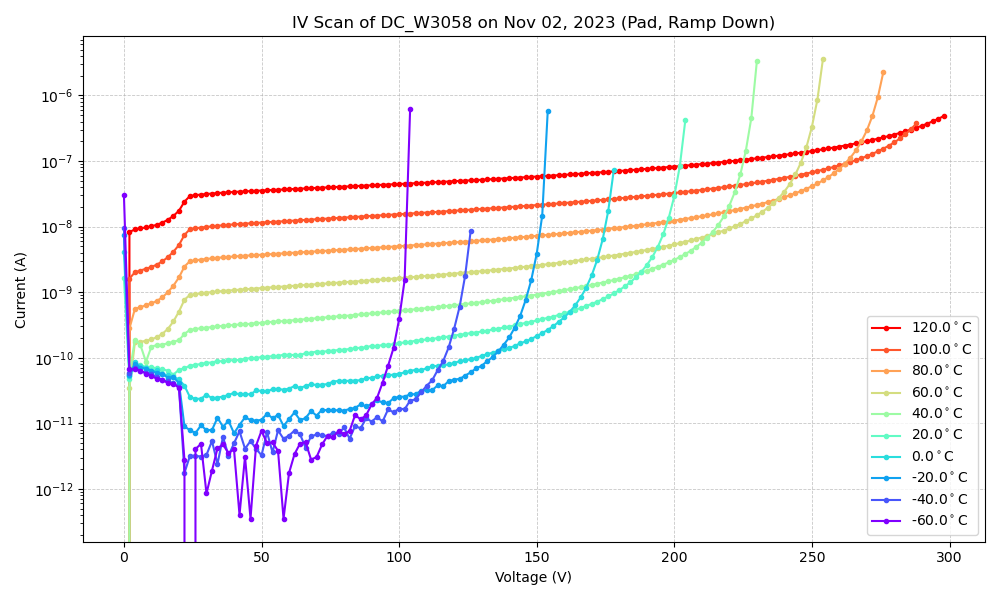 IV Scan of DC_W3058 on Nov 02, 2023 (Pad, Ramp Down)
Current (A)
10⁻⁶
10⁻⁷
10⁻⁸
10⁻⁹
10⁻¹⁰
10⁻¹¹
10⁻¹²
120.0°C
100.0°C
80.0°C
60.0°C
40.0°C
20.0°C
0.0°C
-20.0°C
-40.0°C
-60.0°C
0 50 100 150 200 250 300
Voltage (V)